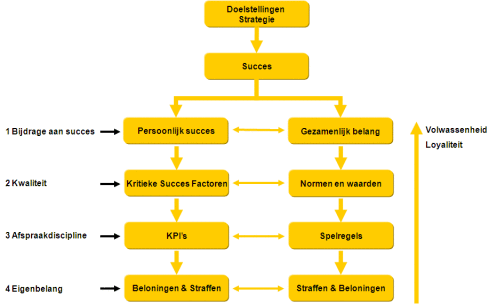 Doelstellingen
Strategie
Succes
1 Bijdrage aan succes
Persoonlijk succes
Gezamenlijk belang
Volwassenheid
Loyaliteit
2 Kwaliteit
Kritieke Succes Factoren
Normen en waarden
3 Afspraakdiscipline
KPI's
Spelregels
4 Eigenbelang
Beloningen & Straffen
Straffen & Beloningen